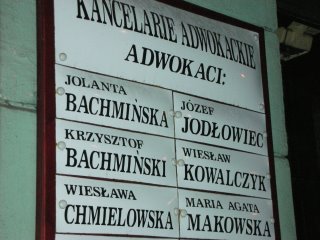 KANCELARIE ADWOKACKIE
ADWOKACI:
JOLANTA
BACHMIŃSKA
KRZYSZTOF
BACHMIŃSKI
WIESŁAWA
CHMIELOWSKA
JÓZEF
JODŁOWIEC
WIESŁAW
KOWALCZYK
MARIA AGATA
MAKOWSKA